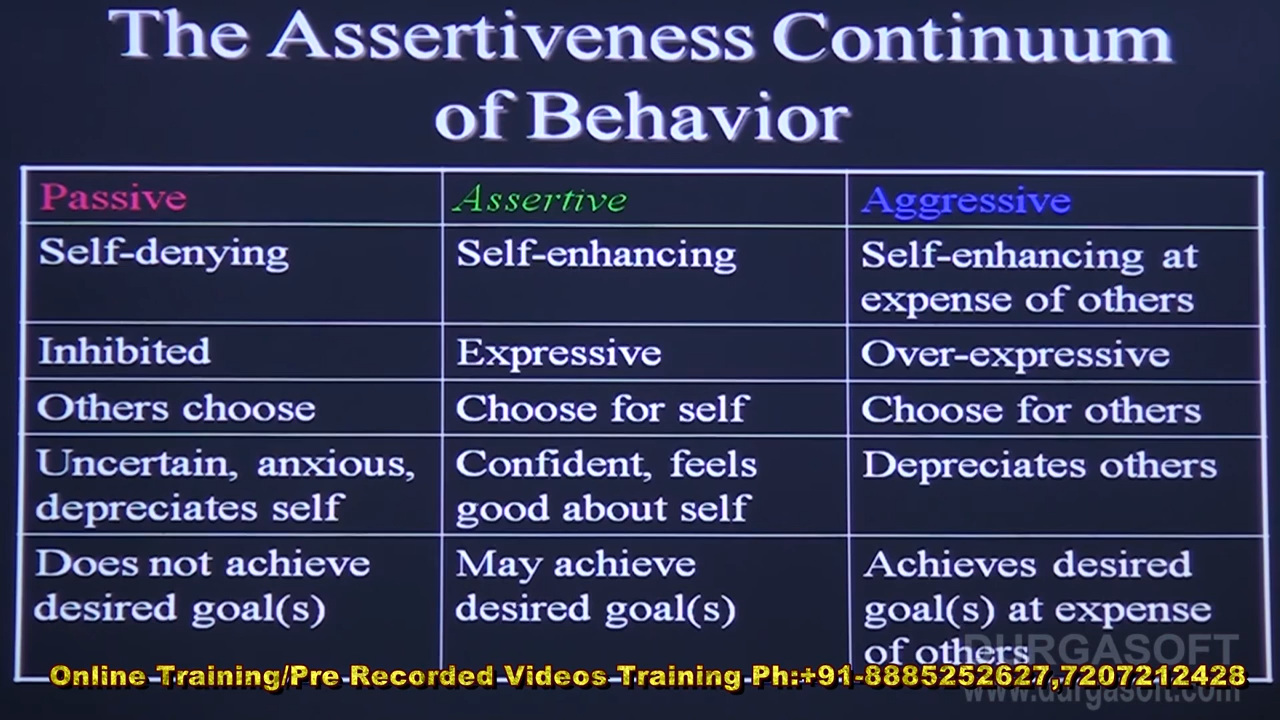 The Assertiveness Continuum
of Behavior
Passive
Assertive
Aggressive
Self-denying
Self-enhancing
Self-enhancing at
expense of others
Inhibited
Expressive
Over-expressive
Others choose
Choose for self
Choose for others
Uncertain, anxious,
depreciates self
Confident, feels
good about self
Depreciates others
Does not achieve
desired goal(s)
May achieve
desired goal(s)
Achieves desired
goal(s) at expense
of others
DURGASOFT
www.durgasoft.com
Online Training/Pre Recorded Videos Training Ph:+91-8885252627,7207212428